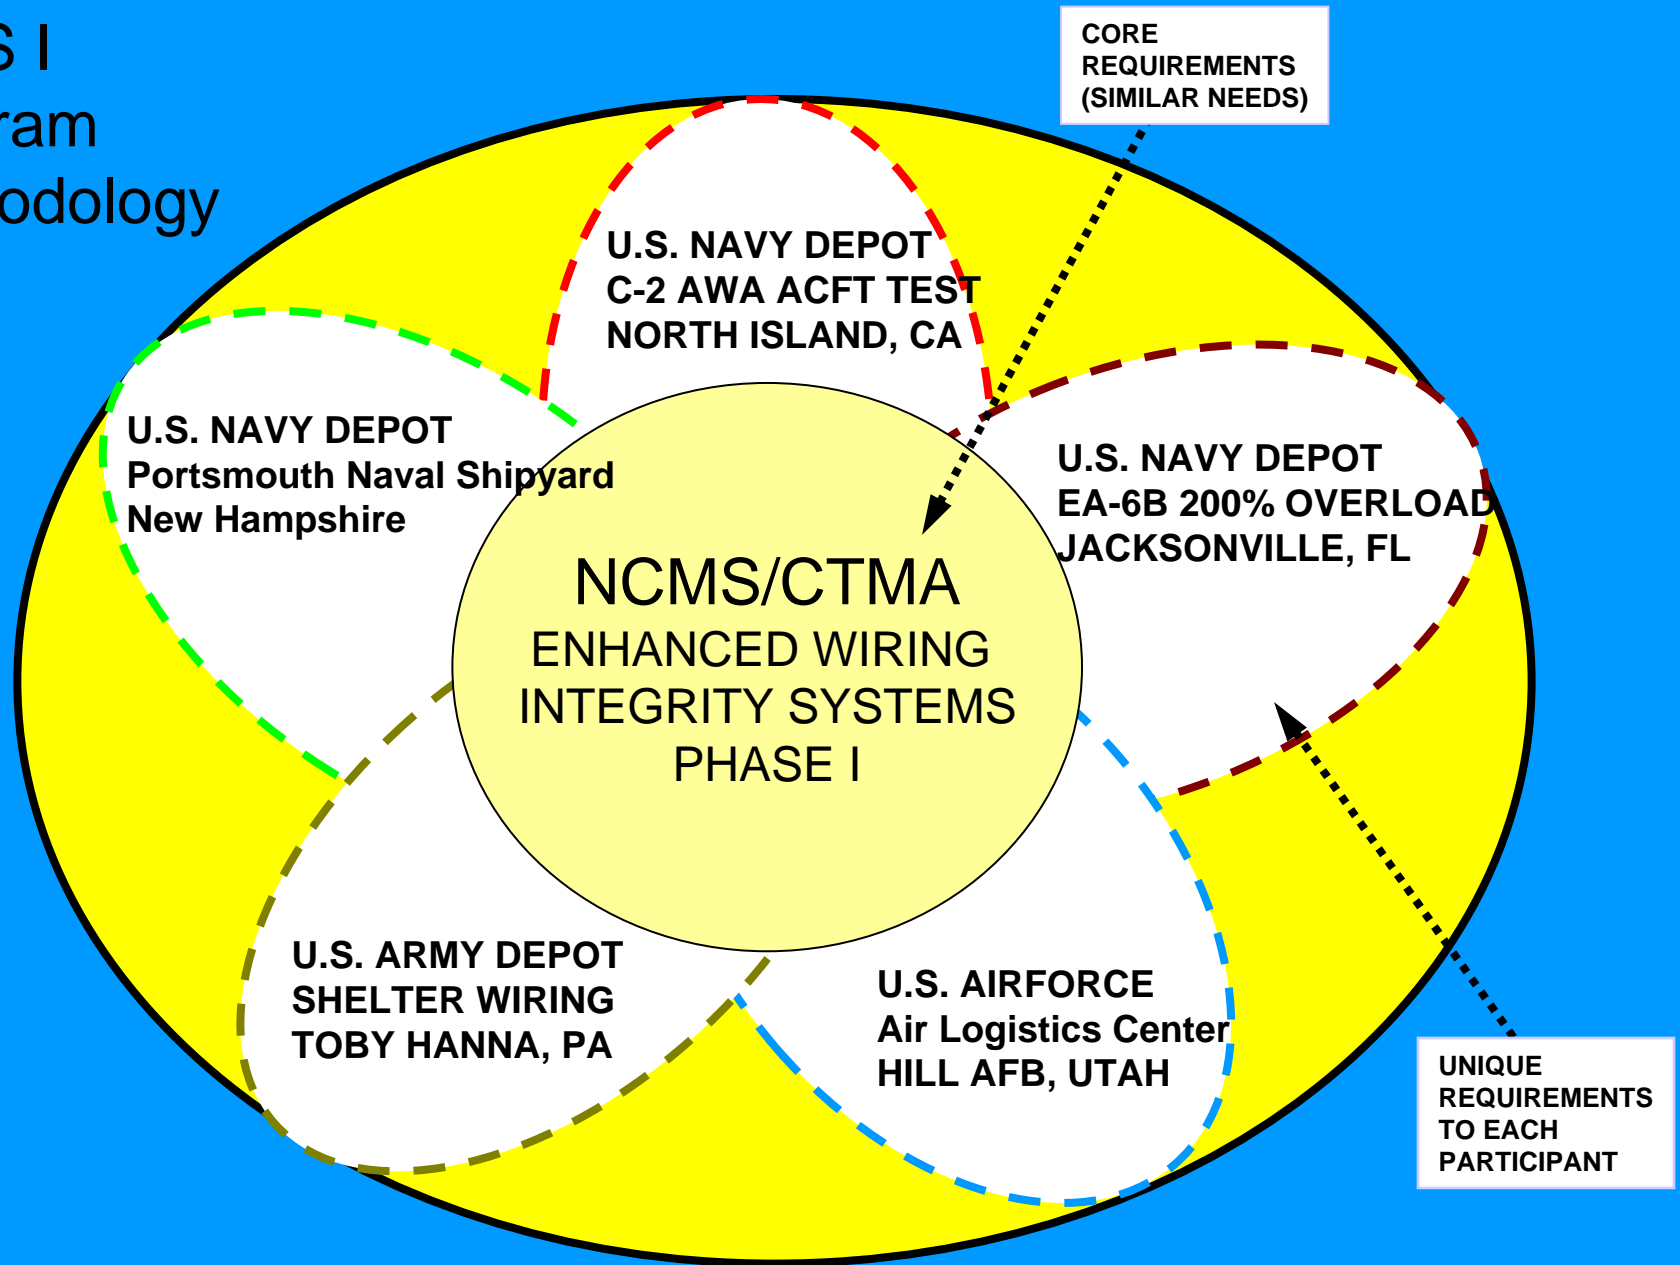 S I
ram
odology
CORE
REQUIREMENTS
(SIMILAR NEEDS)
U.S. NAVY DEPOT
C-2 AWA ACFT TEST
NORTH ISLAND, CA
U.S. NAVY DEPOT
Portsmouth Naval Shipyard
New Hampshire
U.S. NAVY DEPOT
EA-6B 200% OVERLOAD
JACKSONVILLE, FL
NCMS/CTMA
ENHANCED WIRING
INTEGRITY SYSTEMS
PHASE I
U.S. ARMY DEPOT
SHELTER WIRING
TOBY HANNA, PA
U.S. AIRFORCE
Air Logistics Center
HILL AFB, UTAH
UNIQUE
REQUIREMENTS
TO EACH
PARTICIPANT